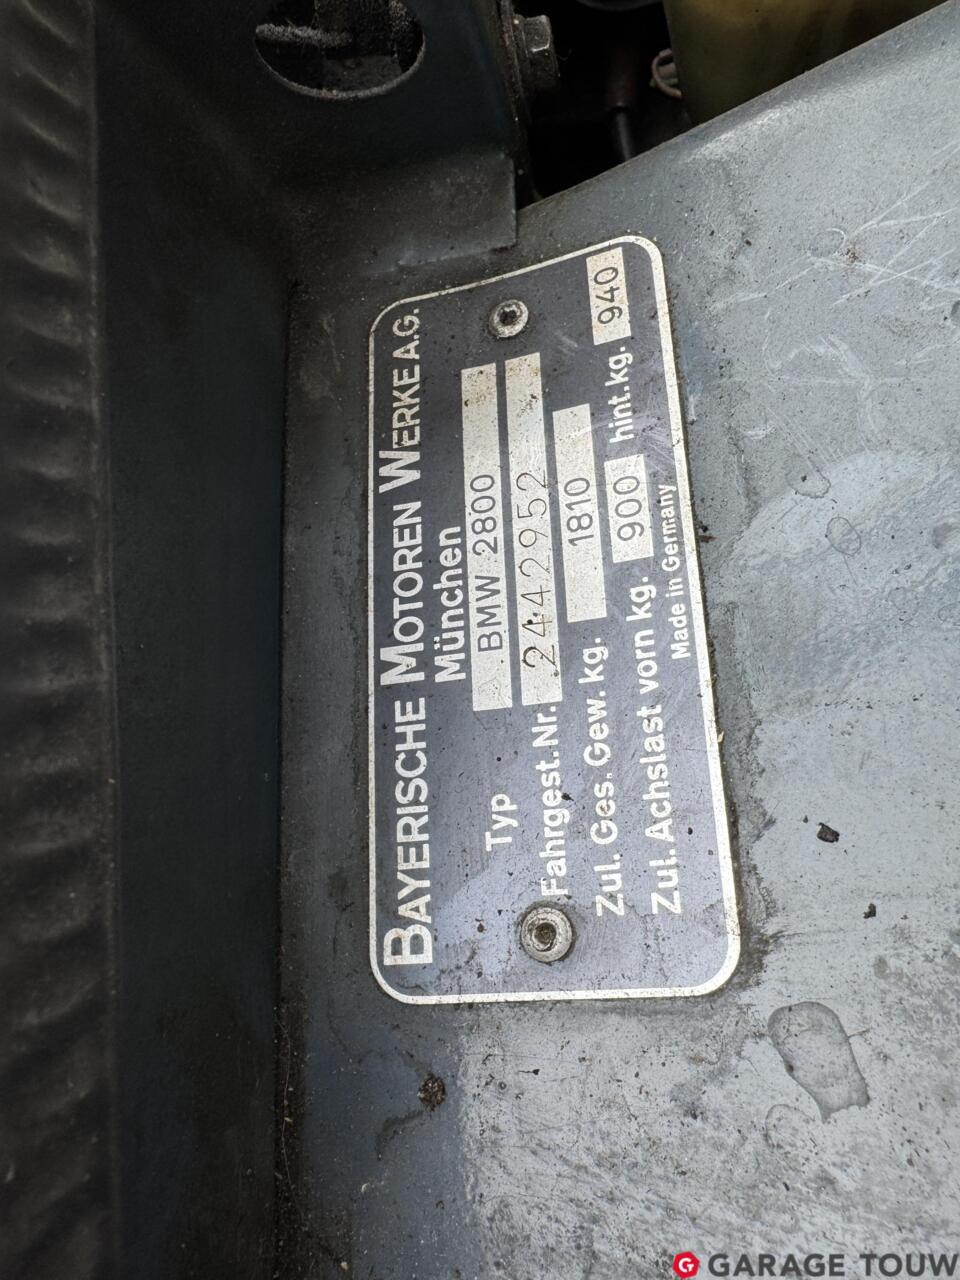 BAYERISCHE MOTOREN WERKE A.G.
München
Typ BMW 2800
Fahrgest.Nr. 2442952
Zul. Ges. Gew. kg. 1810
Zul. Achslast vorn kg. 900 hint.kg. 940
Made in Germany
GARAGE TOUW